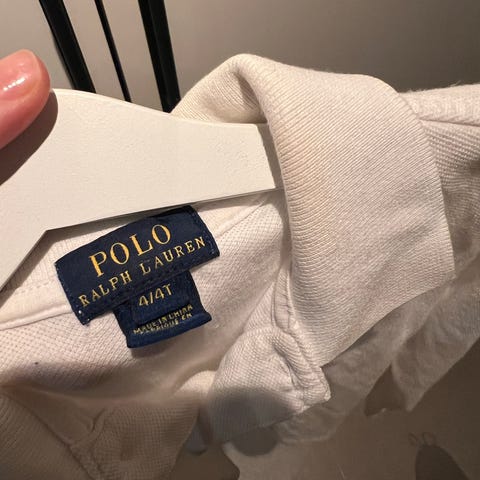 POLO
RALPH LAUREN
4/4T
MADE IN CHINA